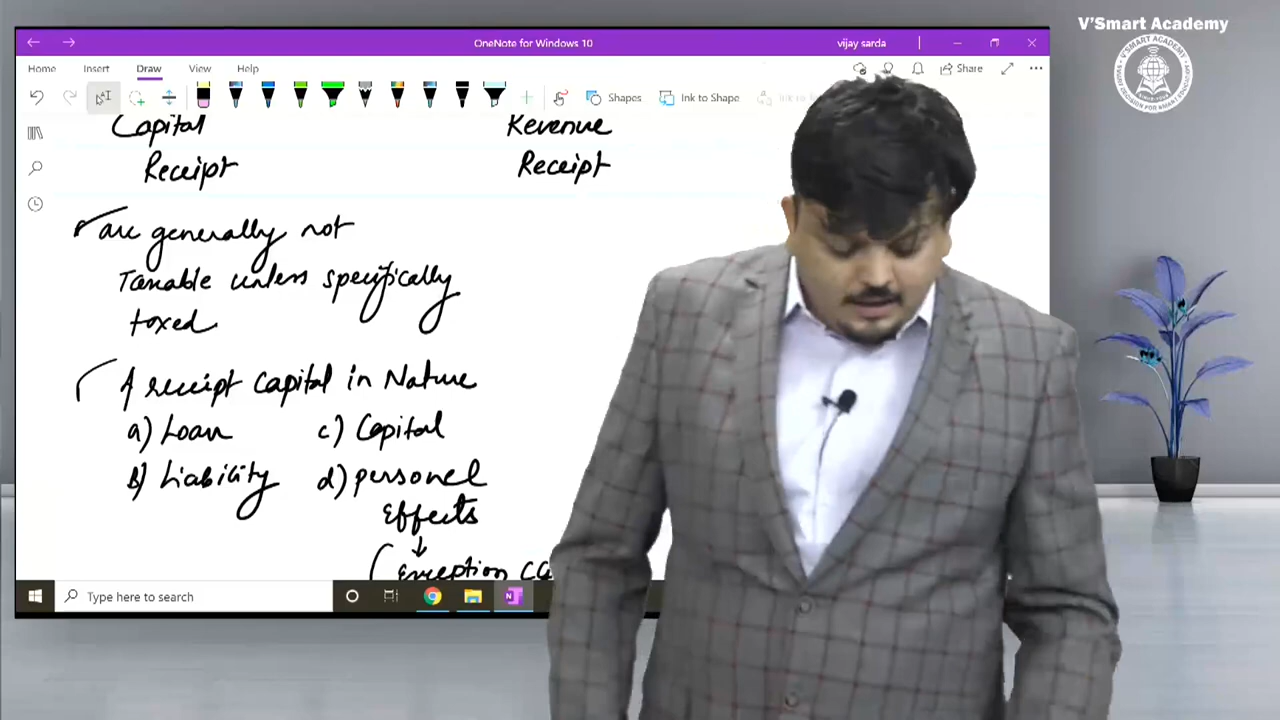 V'Smart Academy
OneNote for Windows 10
vijay sarda
Home Insert Draw View Help
Share
Shapes Ink to Shape
Capital
Receipt
Revenue
Receipt
are generally not
Taxable unless specifically
taxed
A receipt capital in Nature
a) Loan c) Capital
b) Liability d) personel
Effects
(Exception
Type here to search